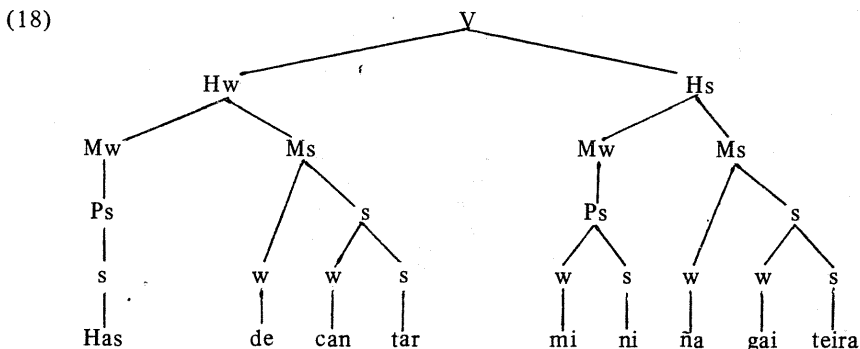 (18)
V
Hw Hs
Mw Ms Mw Ms
Ps s Ps s
s w w s w s w w s
Has de can tar mi ni ña gai teira